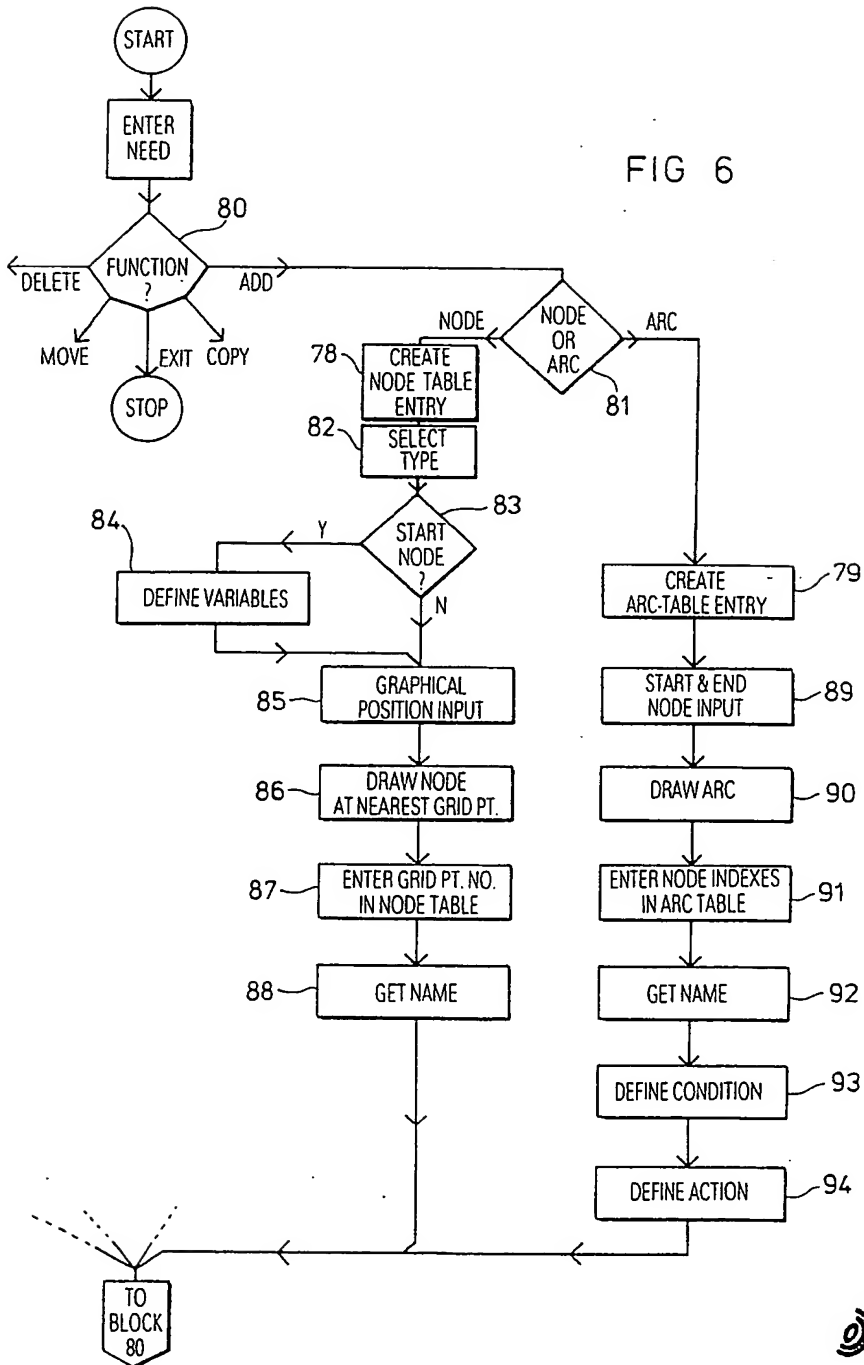 START
ENTER
NEED
FIG 6
80
FUNCTION
?
DELETE
ADD
MOVE
EXIT
COPY
STOP
NODE
OR
ARC
NODE
ARC
81
78
CREATE
NODE TABLE
ENTRY
82
SELECT
TYPE
83
START
NODE
?
Y
N
84
DEFINE VARIABLES
85
GRAPHICAL
POSITION INPUT
86
DRAW NODE
AT NEAREST GRID PT.
87
ENTER GRID PT. NO.
IN NODE TABLE
88
GET NAME
CREATE
ARC-TABLE ENTRY
79
START & END
NODE INPUT
89
DRAW ARC
90
ENTER NODE INDEXES
IN ARC TABLE
91
GET NAME
92
DEFINE CONDITION
93
DEFINE ACTION
94
TO
BLOCK
80